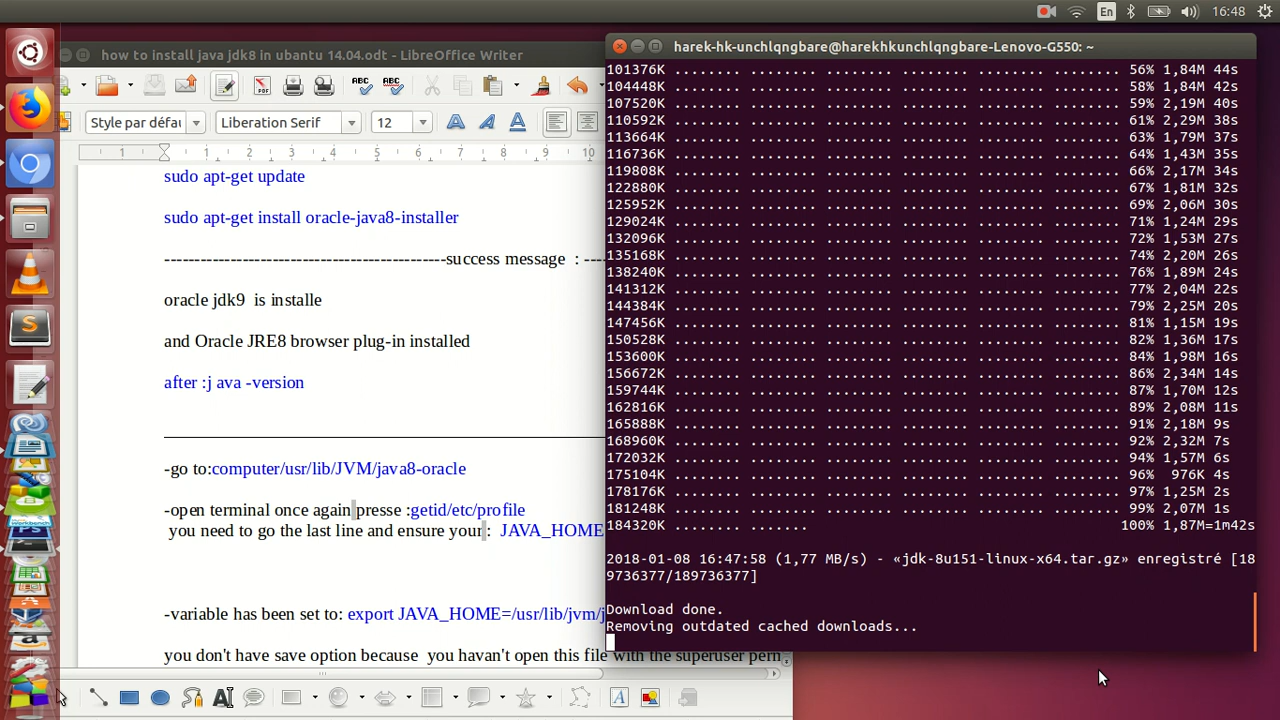 En
16:48
how to install java jdk8 in ubantu 14.04.odt - LibreOffice Writer
ABC ABC
Style par défau
Liberation Serif
12
1 1 2 3 4 5 6 7 8 9 10
sudo apt-get update
sudo apt-get install oracle-java8-installer
-----------------------------------------------success message : ----
oracle jdk9 is installe
and Oracle JRE8 browser plug-in installed
after :j ava -version
-go to:computer/usr/lib/JVM/java8-oracle
-open terminal once again presse :getid/etc/profile
you need to go the last line and ensure your : JAVA_HOME
-variable has been set to: export JAVA_HOME=/usr/lib/jvm/j
you don't have save option because you havan't open this file with the superuser perm
harek-hk-unchlqngbare@harekhkunchlqngbare-Lenovo-G550: ~
101376K .......... .......... .......... .......... .......... 56% 1,84M 44s
104448K .......... .......... .......... .......... .......... 58% 1,84M 42s
107520K .......... .......... .......... .......... .......... 59% 2,19M 40s
110592K .......... .......... .......... .......... .......... 61% 2,29M 38s
113664K .......... .......... .......... .......... .......... 63% 1,79M 37s
116736K .......... .......... .......... .......... .......... 64% 1,43M 35s
119808K .......... .......... .......... .......... .......... 66% 2,17M 34s
122880K .......... .......... .......... .......... .......... 67% 1,81M 32s
125952K .......... .......... .......... .......... .......... 69% 2,06M 30s
129024K .......... .......... .......... .......... .......... 71% 1,24M 29s
132096K .......... .......... .......... .......... .......... 72% 1,53M 27s
135168K .......... .......... .......... .......... .......... 74% 2,20M 26s
138240K .......... .......... .......... .......... .......... 76% 1,89M 24s
141312K .......... .......... .......... .......... .......... 77% 2,04M 22s
144384K .......... .......... .......... .......... .......... 79% 2,25M 20s
147456K .......... .......... .......... .......... .......... 81% 1,15M 19s
150528K .......... .......... .......... .......... .......... 82% 1,36M 17s
153600K .......... .......... .......... .......... .......... 84% 1,98M 16s
156672K .......... .......... .......... .......... .......... 86% 2,34M 14s
159744K .......... .......... .......... .......... .......... 87% 1,70M 12s
162816K .......... .......... .......... .......... .......... 89% 2,08M 11s
165888K .......... .......... .......... .......... .......... 91% 2,18M 9s
168960K .......... .......... .......... .......... .......... 92% 2,32M 7s
172032K .......... .......... .......... .......... .......... 94% 1,57M 6s
175104K .......... .......... .......... .......... .......... 96% 976K 4s
178176K .......... .......... .......... .......... .......... 97% 1,25M 2s
181248K .......... .......... .......... .......... .......... 99% 2,07M 1s
184320K ................ 100% 1,87M=1m42s
2018-01-08 16:47:58 (1,77 MB/s) - «jdk-8u151-linux-x64.tar.gz» enregistré [18
9736377/189736377]
Download done.
Removing outdated cached downloads...